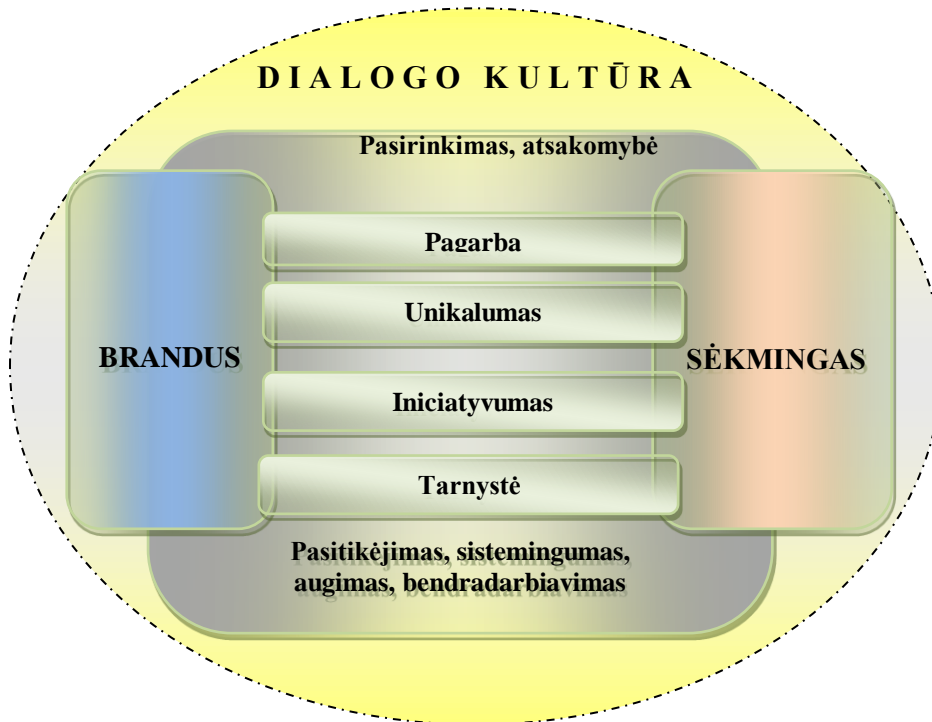 DIALOGO KULTŪRA
Pasirinkimas, atsakomybė
Pagarba
Unikalumas
BRANDUS
SĖKMINGAS
Iniciatyvumas
Tarnystė
Pasitikėjimas, sistemingumas,
augimas, bendradarbiavimas